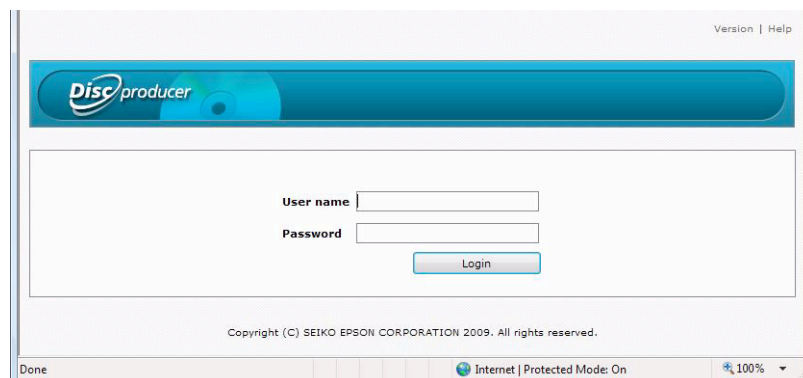 Version | Help
Disc producer
User name
Password
Login
Copyright (C) SEIKO EPSON CORPORATION 2009. All rights reserved.
Done Internet | Protected Mode: On 100%